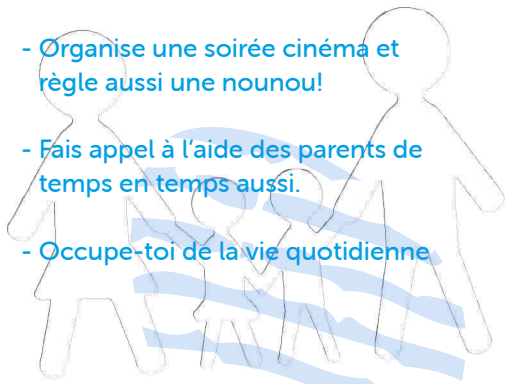 - Organise une soirée cinéma et
règle aussi une nounou!
- Fais appel à l'aide des parents de
temps en temps aussi.
- Occupe-toi de la vie quotidienne